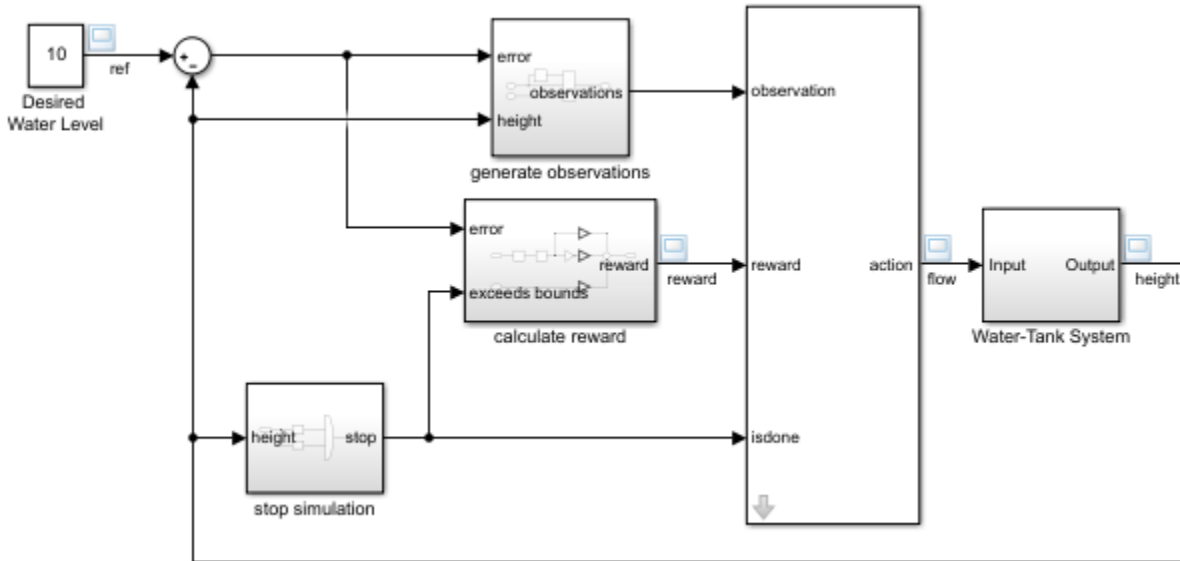 10
ref
Desired
Water Level
+
-
error
observations
height
generate observations
error
reward
exceeds bounds
calculate reward
reward
height
stop
stop simulation
observation
reward
action
isdone
flow
Input
Output
Water-Tank System
height